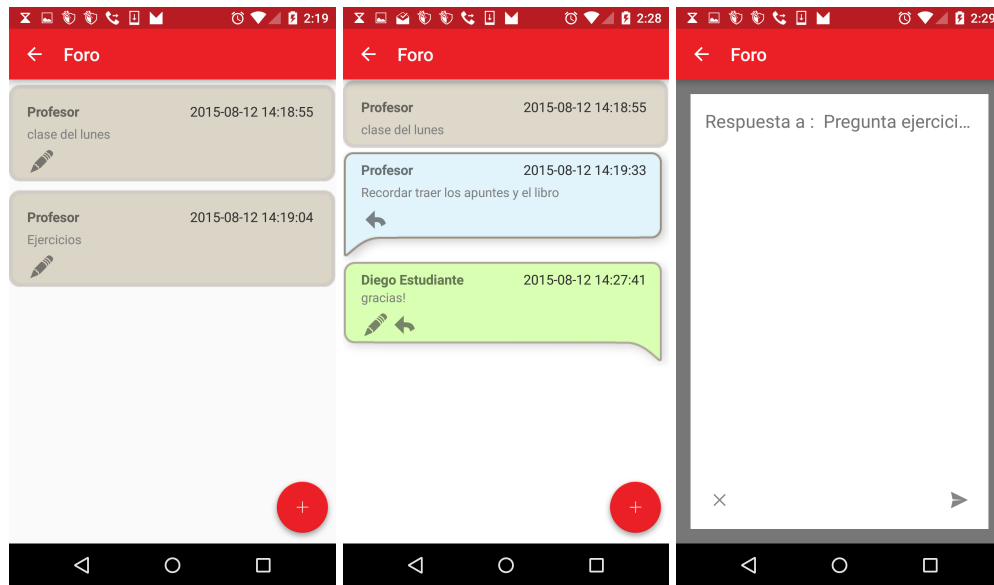 2:19
Foro
Profesor 2015-08-12 14:18:55
clase del lunes
Profesor 2015-08-12 14:19:04
Ejercicios
2:28
Foro
Profesor 2015-08-12 14:18:55
clase del lunes
Profesor 2015-08-12 14:19:33
Recordar traer los apuntes y el libro
Diego Estudiante 2015-08-12 14:27:41
gracias!
2:29
Foro
Respuesta a : Pregunta ejercici...